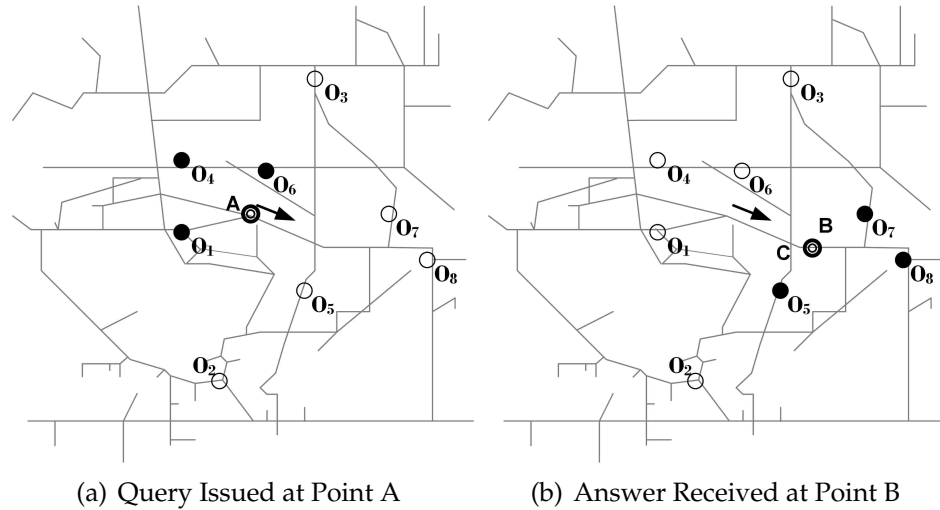 O3
O4
O6
A
O1
O7
O8
O5
O2
(a) Query Issued at Point A
O3
O4
O6
O7
B
O1
C
O8
O5
O2
(b) Answer Received at Point B